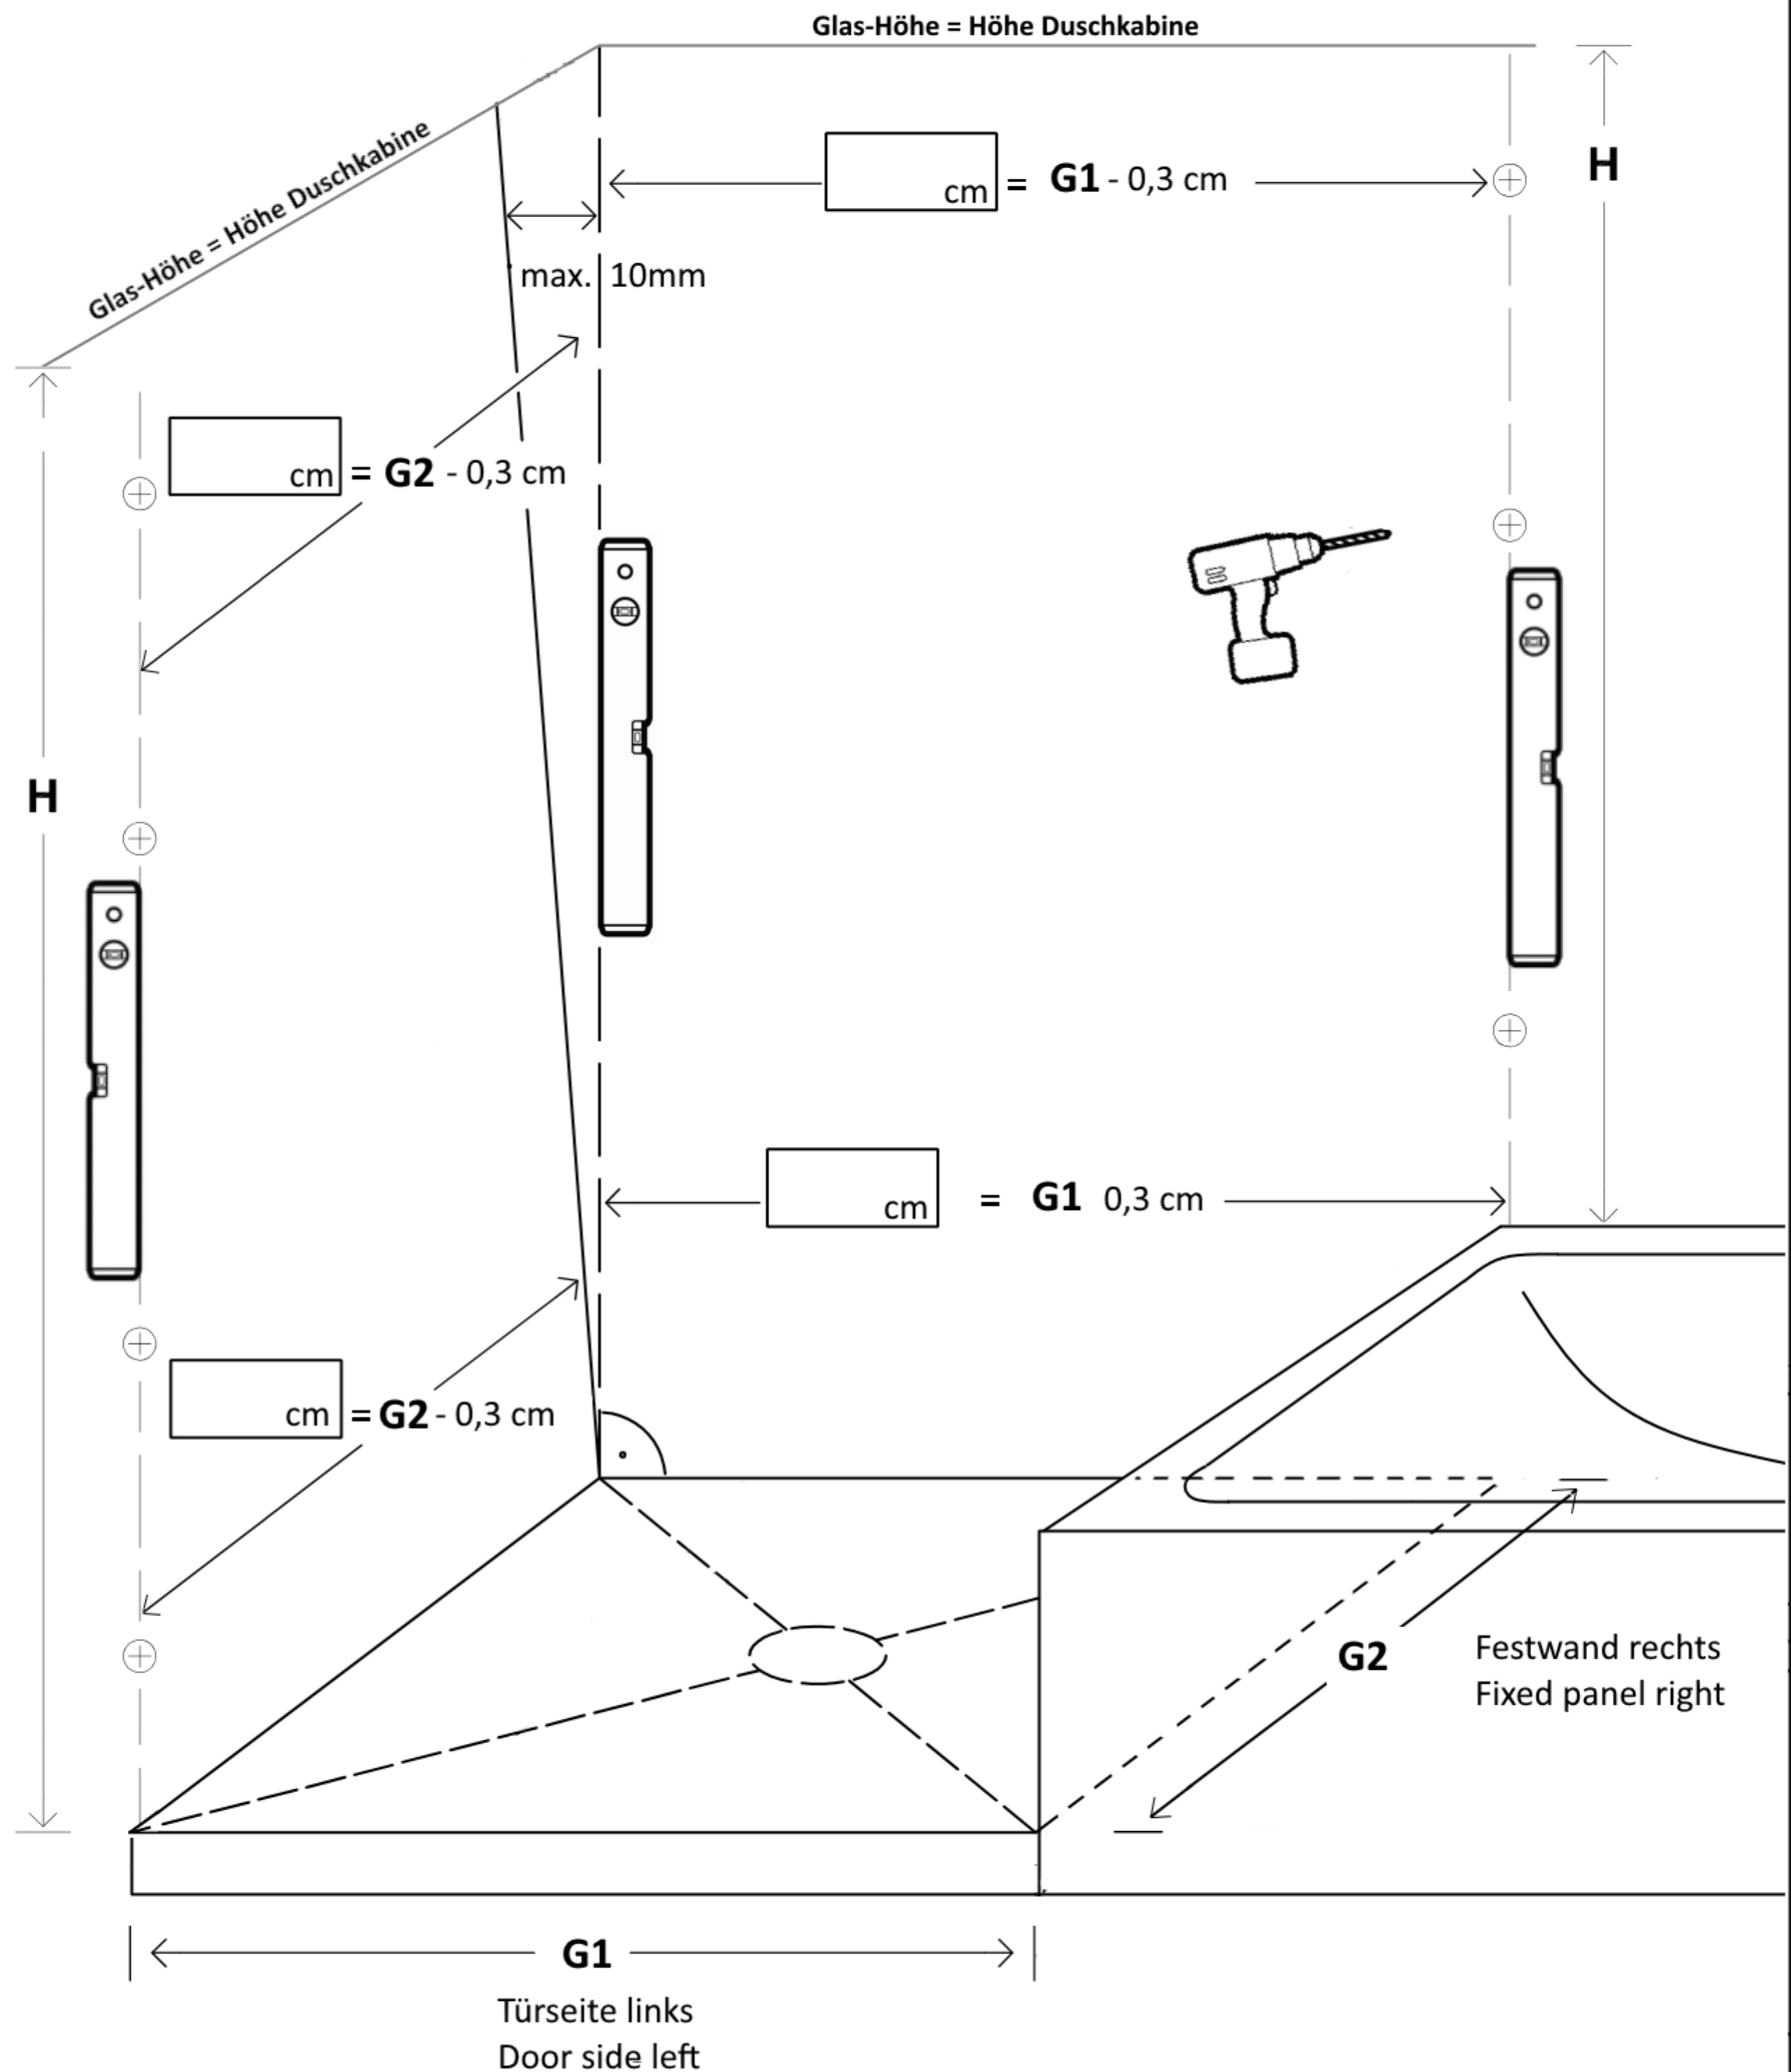 Glas-Höhe = Höhe Duschkabine
Glas-Höhe = Höhe Duschkabine
cm = G1 - 0,3 cm
H
max. 10mm
cm = G2 - 0,3 cm
H
cm = G1 0,3 cm
cm = G2 - 0,3 cm
G2
Festwand rechts
Fixed panel right
G1
Türseite links
Door side left